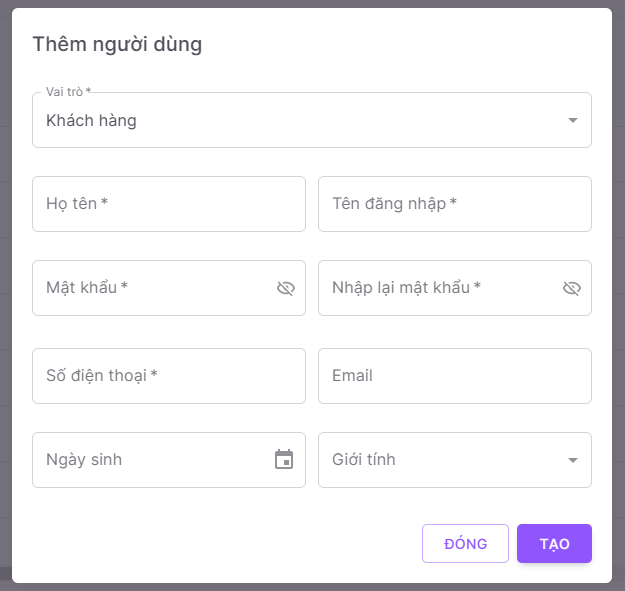 Thêm người dùng
Vai trò *
Khách hàng
Họ tên *
Tên đăng nhập *
Mật khẩu *
Nhập lại mật khẩu *
Số điện thoại *
Email
Ngày sinh
Giới tính
ĐÓNG
TẠO